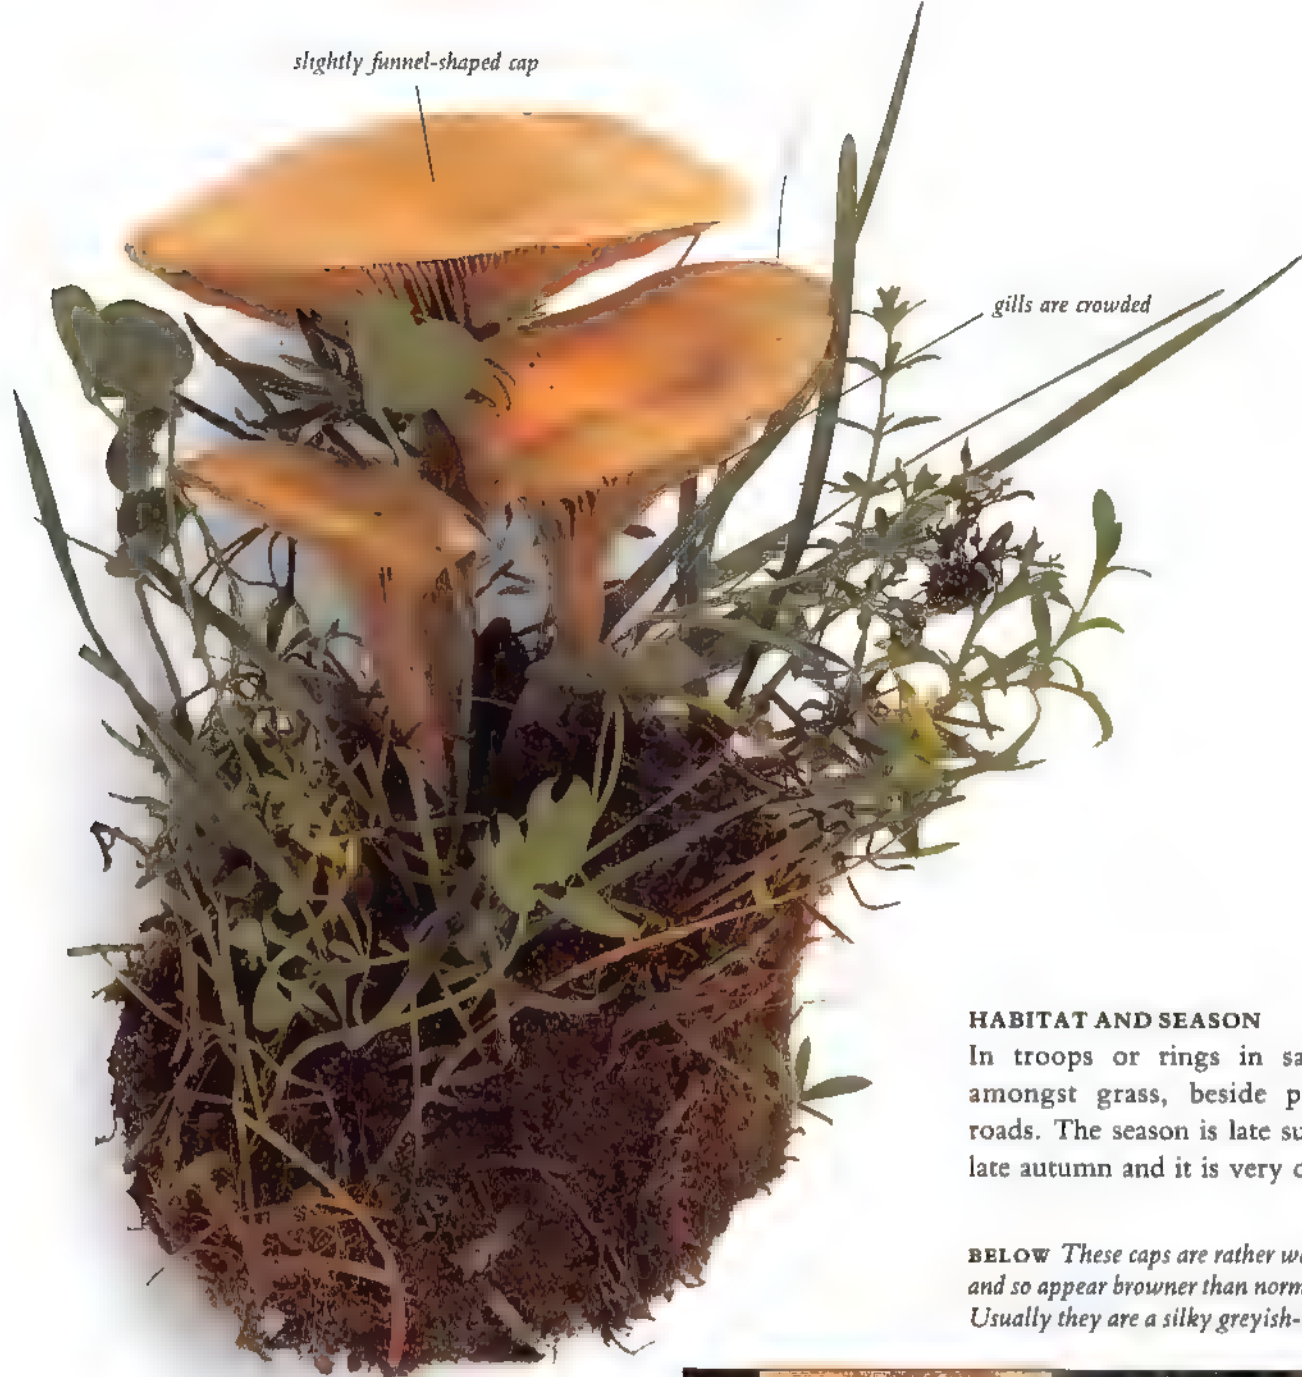 slightly funnel-shaped cap
gills are crowded
HABITAT AND SEASON
In troops or rings in
amongst grass, beside
roads. The season is late
late autumn and it is very
BELOW These caps are rather
and so appear browner than
Usually they are a silky greyish-